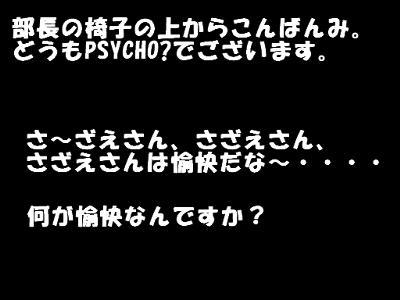 部長の椅子の上からこんばんみ。
どうもPSYCHO?でございます。
さ～ざえさん、さざえさん、
さざえさんは愉快だな～・・・・
何が愉快なんですか？